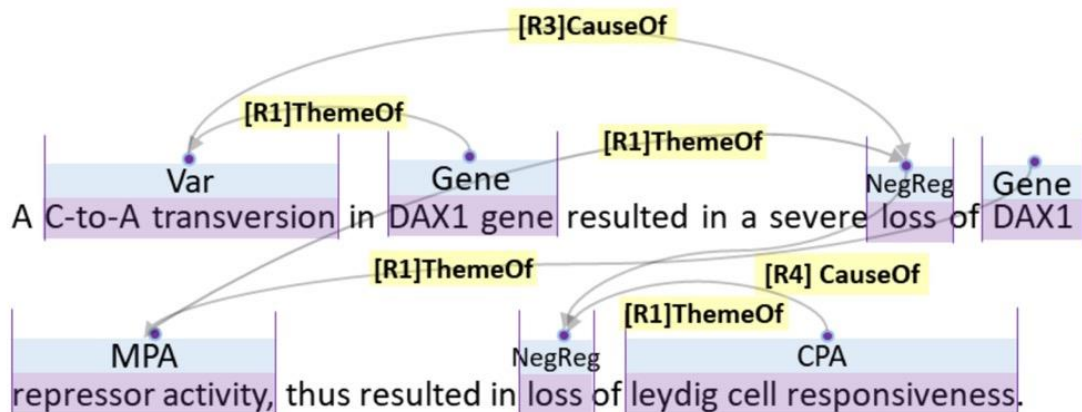 [R3]CauseOf
[R1]ThemeOf
[R1]ThemeOf
Var
Gene
NegReg
Gene
A C-to-A transversion in DAX1 gene resulted in a severe loss of DAX1
[R1]ThemeOf
[R4] CauseOf
[R1]ThemeOf
MPA
NegReg
CPA
repressor activity, thus resulted in loss of leydig cell responsiveness.